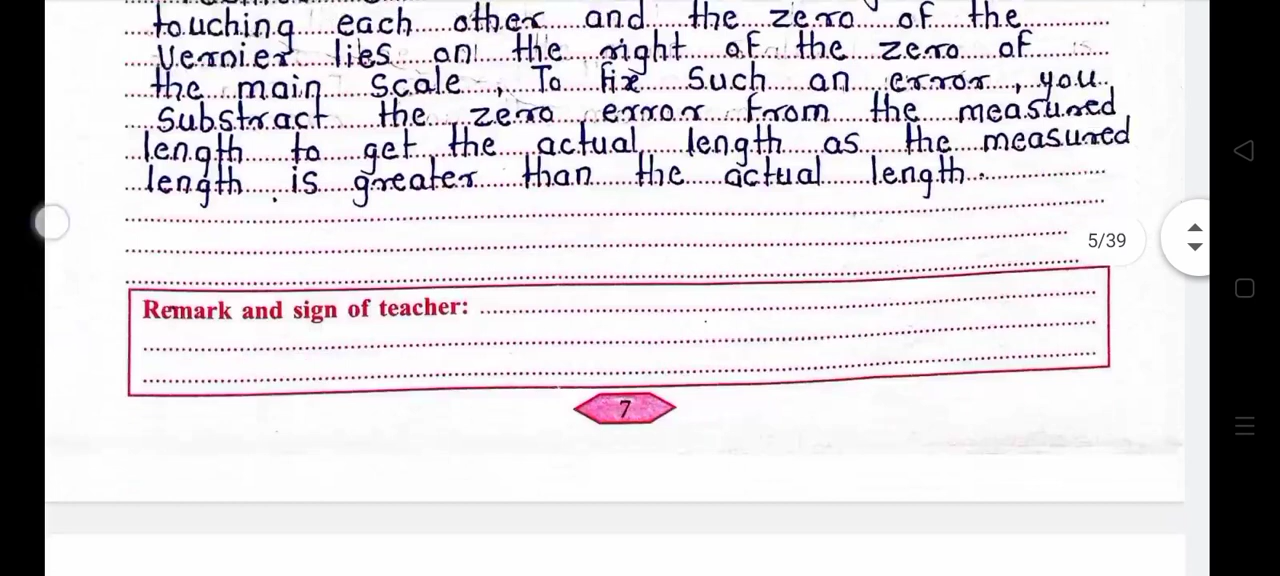 touching each other and the zero of the
Vernier lies on the right of the zero of
the main scale, To fix such an error, you
Substract the zero error from the measured
length to get the actual length as the measured
length is greater than the actual length.
5/39
Remark and sign of teacher:
7